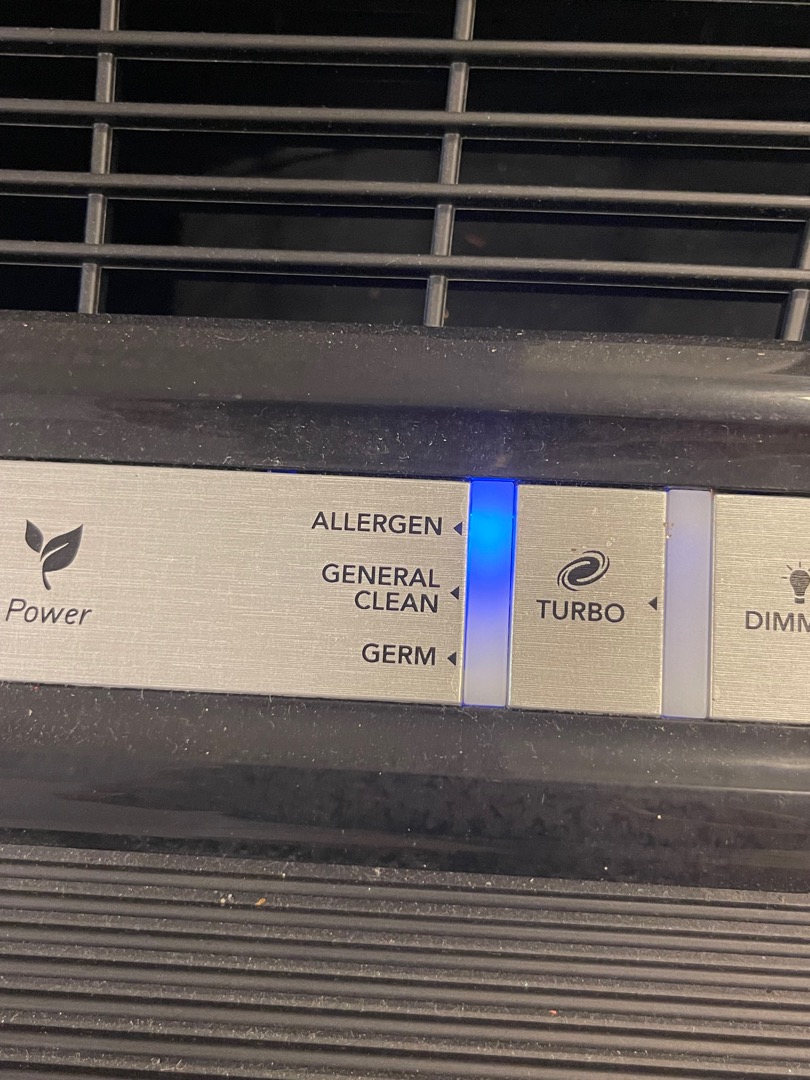 Power
ALLERGEN
GENERAL
CLEAN
GERM
TURBO
DIMM